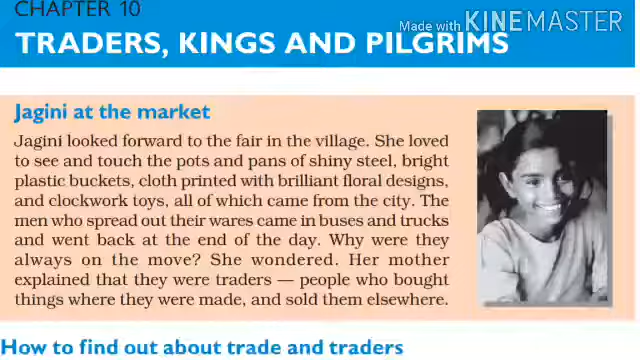 CHAPTER 10
Made with KINEMASTER
TRADERS, KINGS AND PILGRIMS
Jagini at the market
Jagini looked forward to the fair in the village. She loved
to see and touch the pots and pans of shiny steel, bright
plastic buckets, cloth printed with brilliant floral designs,
and clockwork toys, all of which came from the city. The
men who spread out their wares came in buses and trucks
and went back at the end of the day. Why were they
always on the move? She wondered. Her mother
explained that they were traders — people who bought
things where they were made, and sold them elsewhere.
How to find out about trade and traders